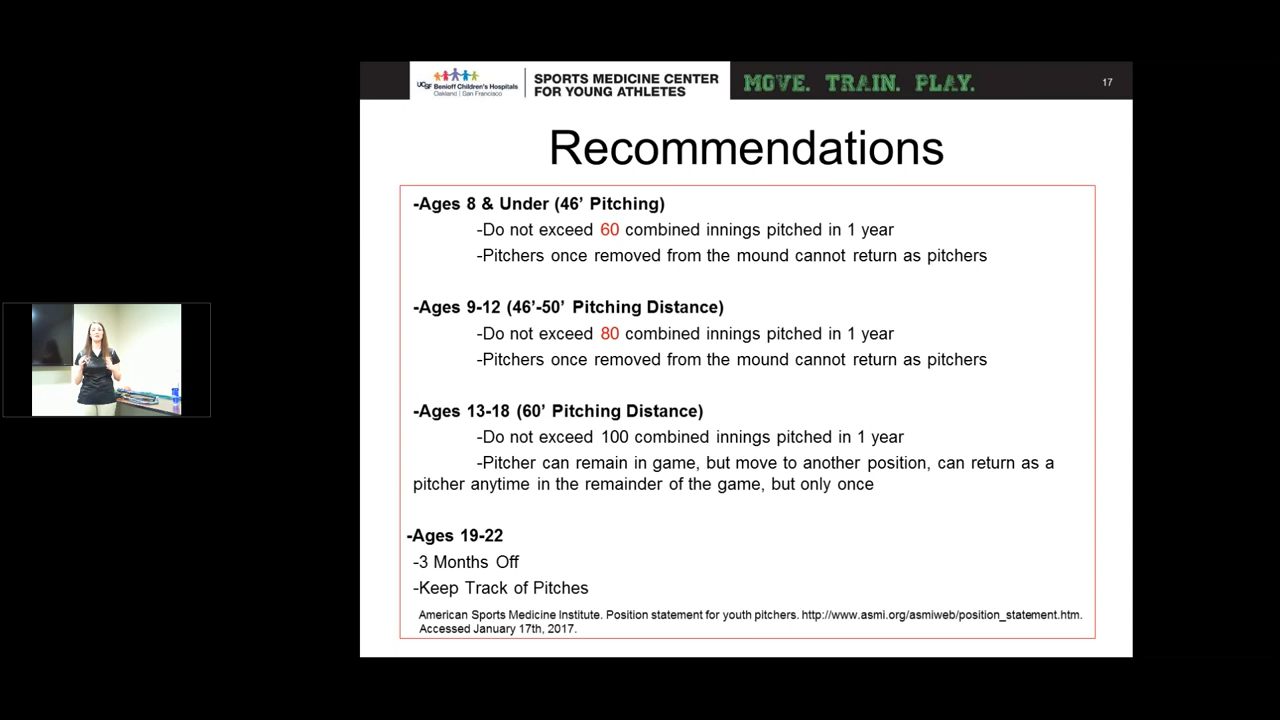 UCSF Benioff Children's Hospitals
Oakland | San Francisco
SPORTS MEDICINE CENTER
FOR YOUNG ATHLETES
MOVE. TRAIN. PLAY.
17
Recommendations
-Ages 8 & Under (46’ Pitching)
-Do not exceed 60 combined innings pitched in 1 year
-Pitchers once removed from the mound cannot return as pitchers
-Ages 9-12 (46’-50’ Pitching Distance)
-Do not exceed 80 combined innings pitched in 1 year
-Pitchers once removed from the mound cannot return as pitchers
-Ages 13-18 (60’ Pitching Distance)
-Do not exceed 100 combined innings pitched in 1 year
-Pitcher can remain in game, but move to another position, can return as a
pitcher anytime in the remainder of the game, but only once
-Ages 19-22
-3 Months Off
-Keep Track of Pitches
American Sports Medicine Institute. Position statement for youth pitchers. http://www.asmi.org/asmiweb/position_statement.htm.
Accessed January 17th, 2017.